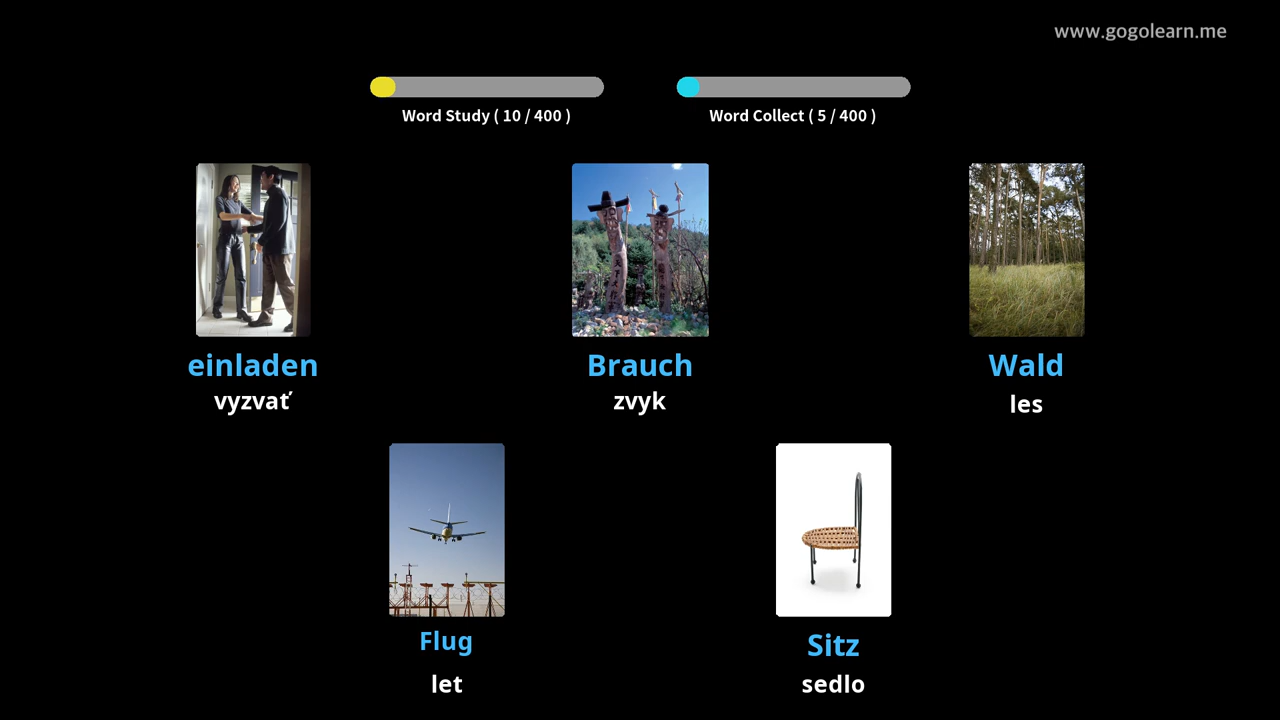 www.gogolearn.me
Word Study ( 10 / 400 )
Word Collect ( 5 / 400 )
einladen
vyzvať
Brauch
zvyk
Wald
les
Flug
let
Sitz
sedlo